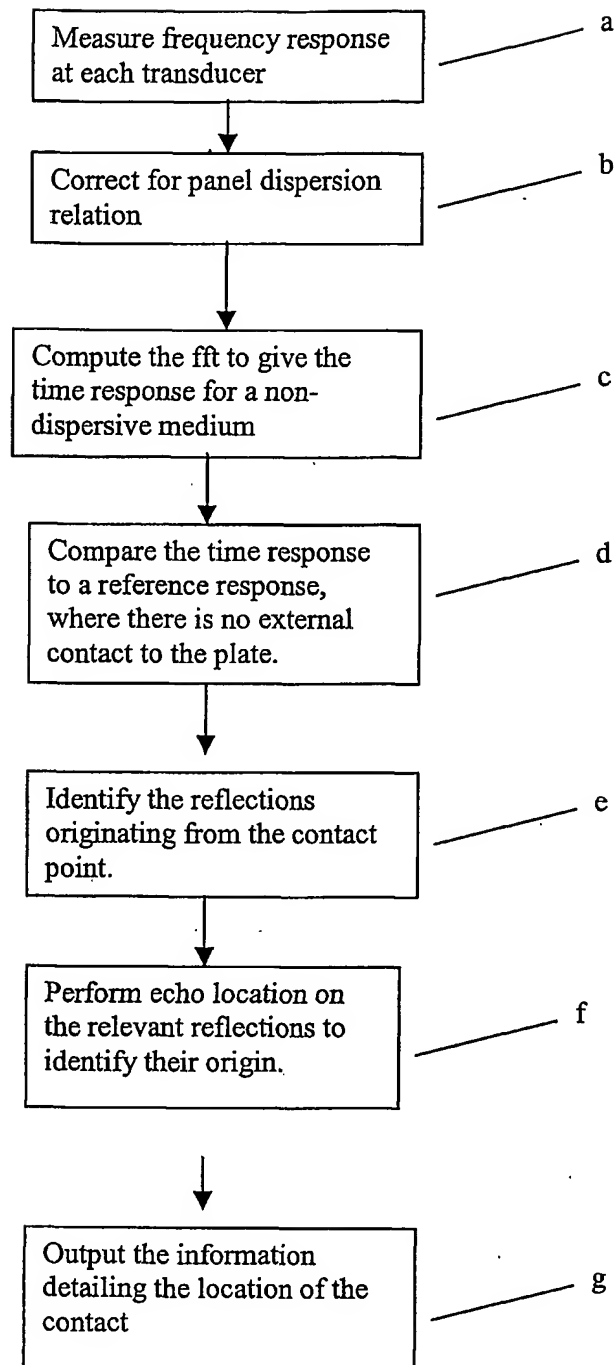 Measure frequency response
at each transducer
a
Correct for panel dispersion
relation
b
Compute the fft to give the
time response for a non-
dispersive medium
c
Compare the time response
to a reference response,
where there is no external
contact to the plate.
d
Identify the reflections
originating from the contact
point.
e
Perform echo location on
the relevant reflections to
identify their origin.
f
Output the information
detailing the location of the
contact
g